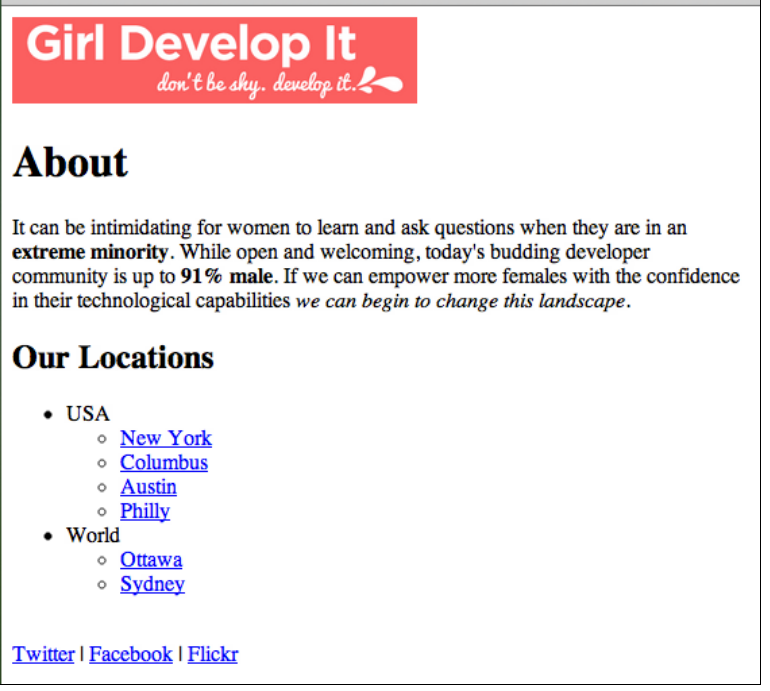 Girl Develop It
don't be shy. develop it.
About
It can be intimidating for women to learn and ask questions when they are in an
extreme minority. While open and welcoming, today's budding developer
community is up to 91% male. If we can empower more females with the confidence
in their technological capabilities we can begin to change this landscape.
Our Locations
• USA
◦ New York
◦ Columbus
◦ Austin
◦ Philly
• World
◦ Ottawa
◦ Sydney
Twitter | Facebook | Flickr